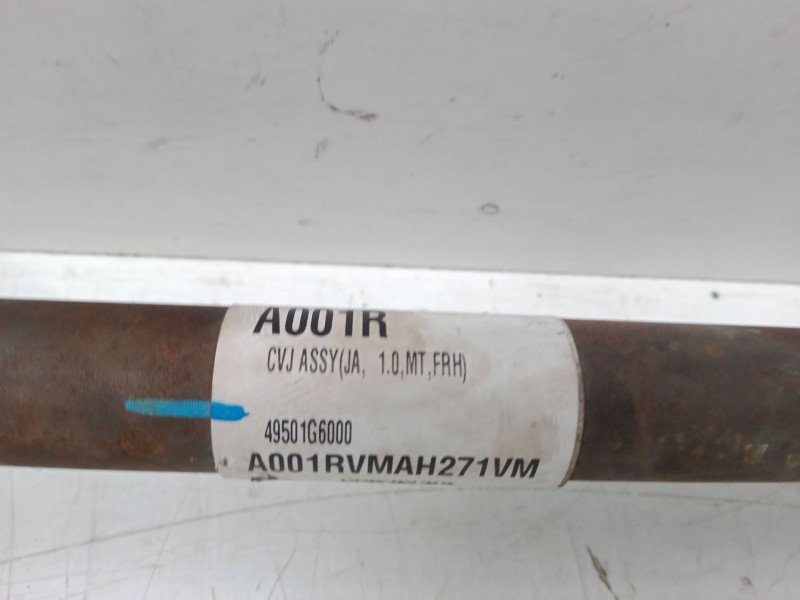 A001R
CVJ ASSY(JA, 1.0,MT,FRH)
49501G6000
A001RVMAH271VM